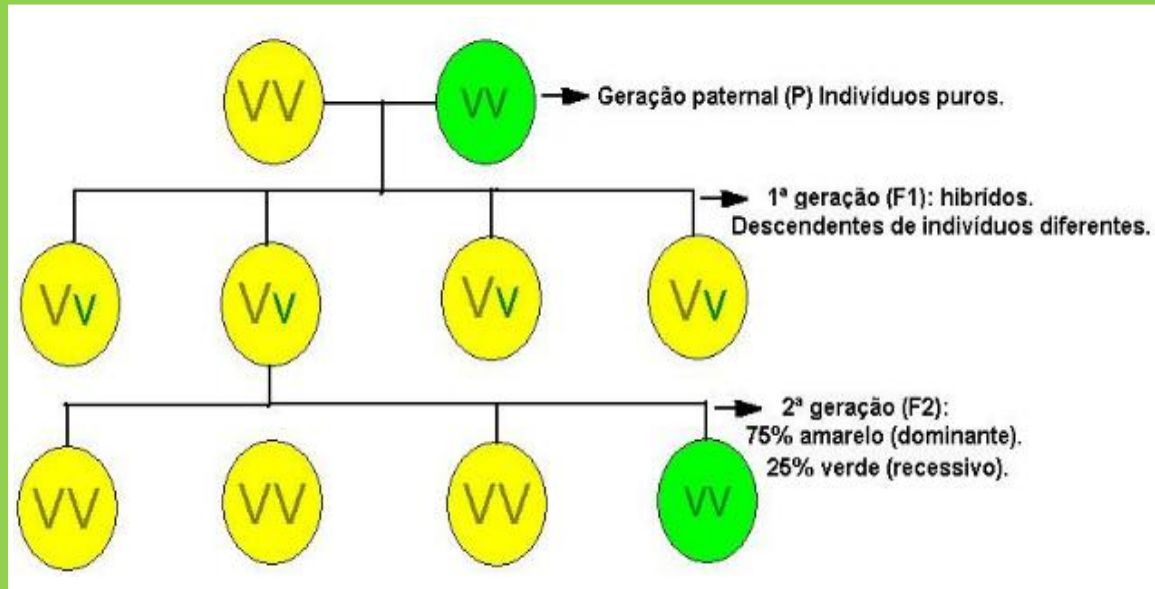 VV
vv
Geração paternal (P) Indivíduos puros.
1ª geração (F1): hibrídos.
Descendentes de indivíduos diferentes.
Vv
Vv
Vv
Vv
2ª geração (F2):
75% amarelo (dominante).
25% verde (recessivo).
VV
VV
VV
vv